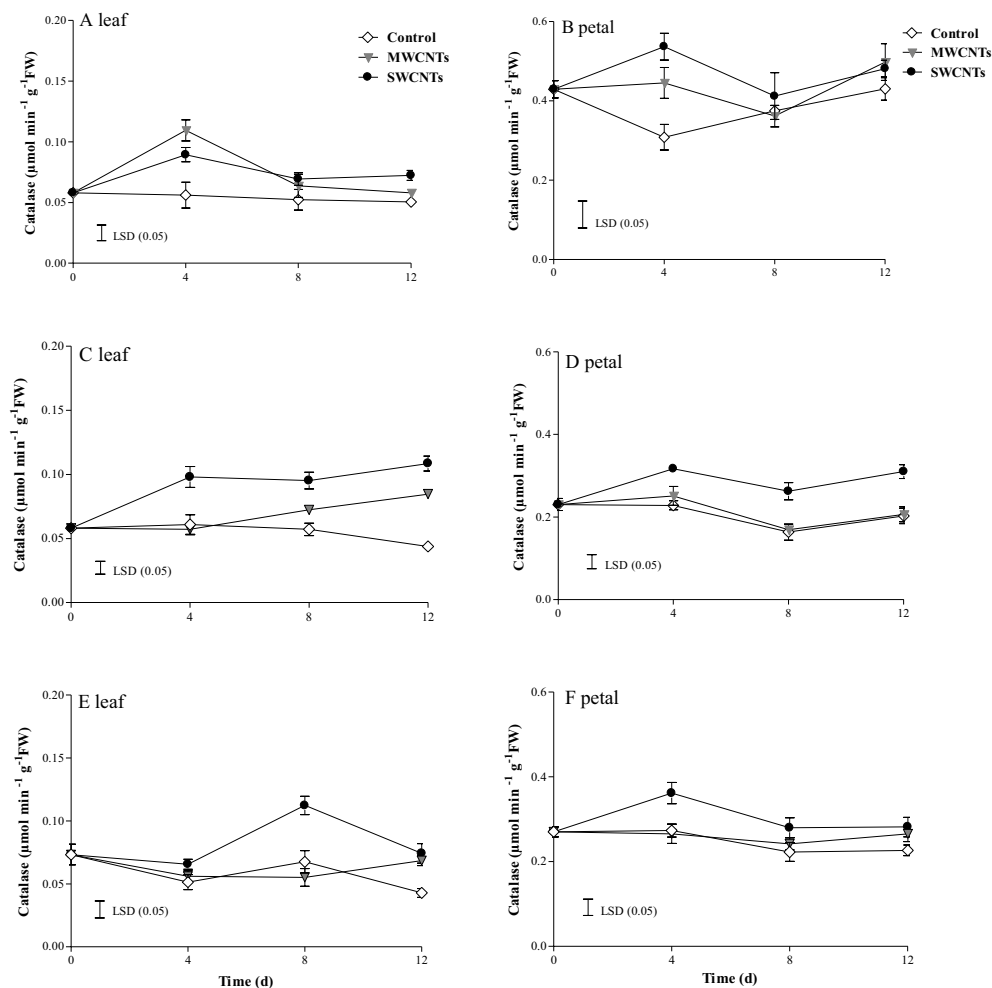 A leaf
Control
MWCNTs
SWCNTs
Catalase (µmol min⁻¹ g⁻¹FW)
0.20
0.15
0.10
0.05
0.00
LSD (0.05)
0 4 8 12
B petal
Control
MWCNTs
SWCNTs
Catalase (µmol min⁻¹ g⁻¹FW)
0.6
0.4
0.2
0.0
LSD (0.05)
0 4 8 12
C leaf
Catalase (µmol min⁻¹ g⁻¹FW)
0.20
0.15
0.10
0.05
0.00
LSD (0.05)
0 4 8 12
D petal
Catalase (µmol min⁻¹ g⁻¹FW)
0.6
0.4
0.2
0.0
LSD (0.05)
0 4 8 12
E leaf
Catalase (µmol min⁻¹ g⁻¹FW)
0.20
0.15
0.10
0.05
0.00
LSD (0.05)
0 4 8 12
Time (d)
F petal
Catalase (µmol min⁻¹ g⁻¹FW)
0.6
0.4
0.2
0.0
LSD (0.05)
0 4 8 12
Time (d)